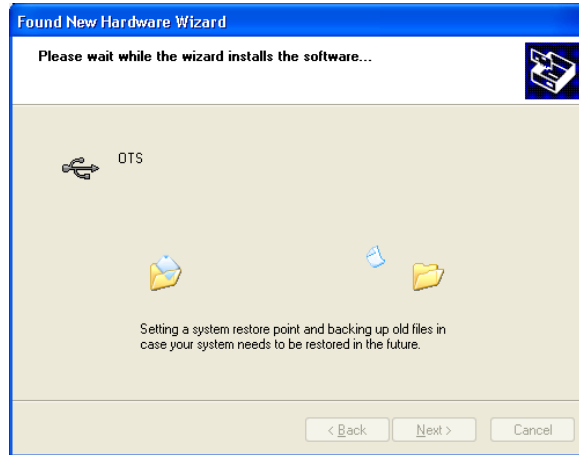 Found New Hardware Wizard
Please wait while the wizard installs the software...
OTS
Setting a system restore point and backing up old files in
case your system needs to be restored in the future.
< Back Next > Cancel